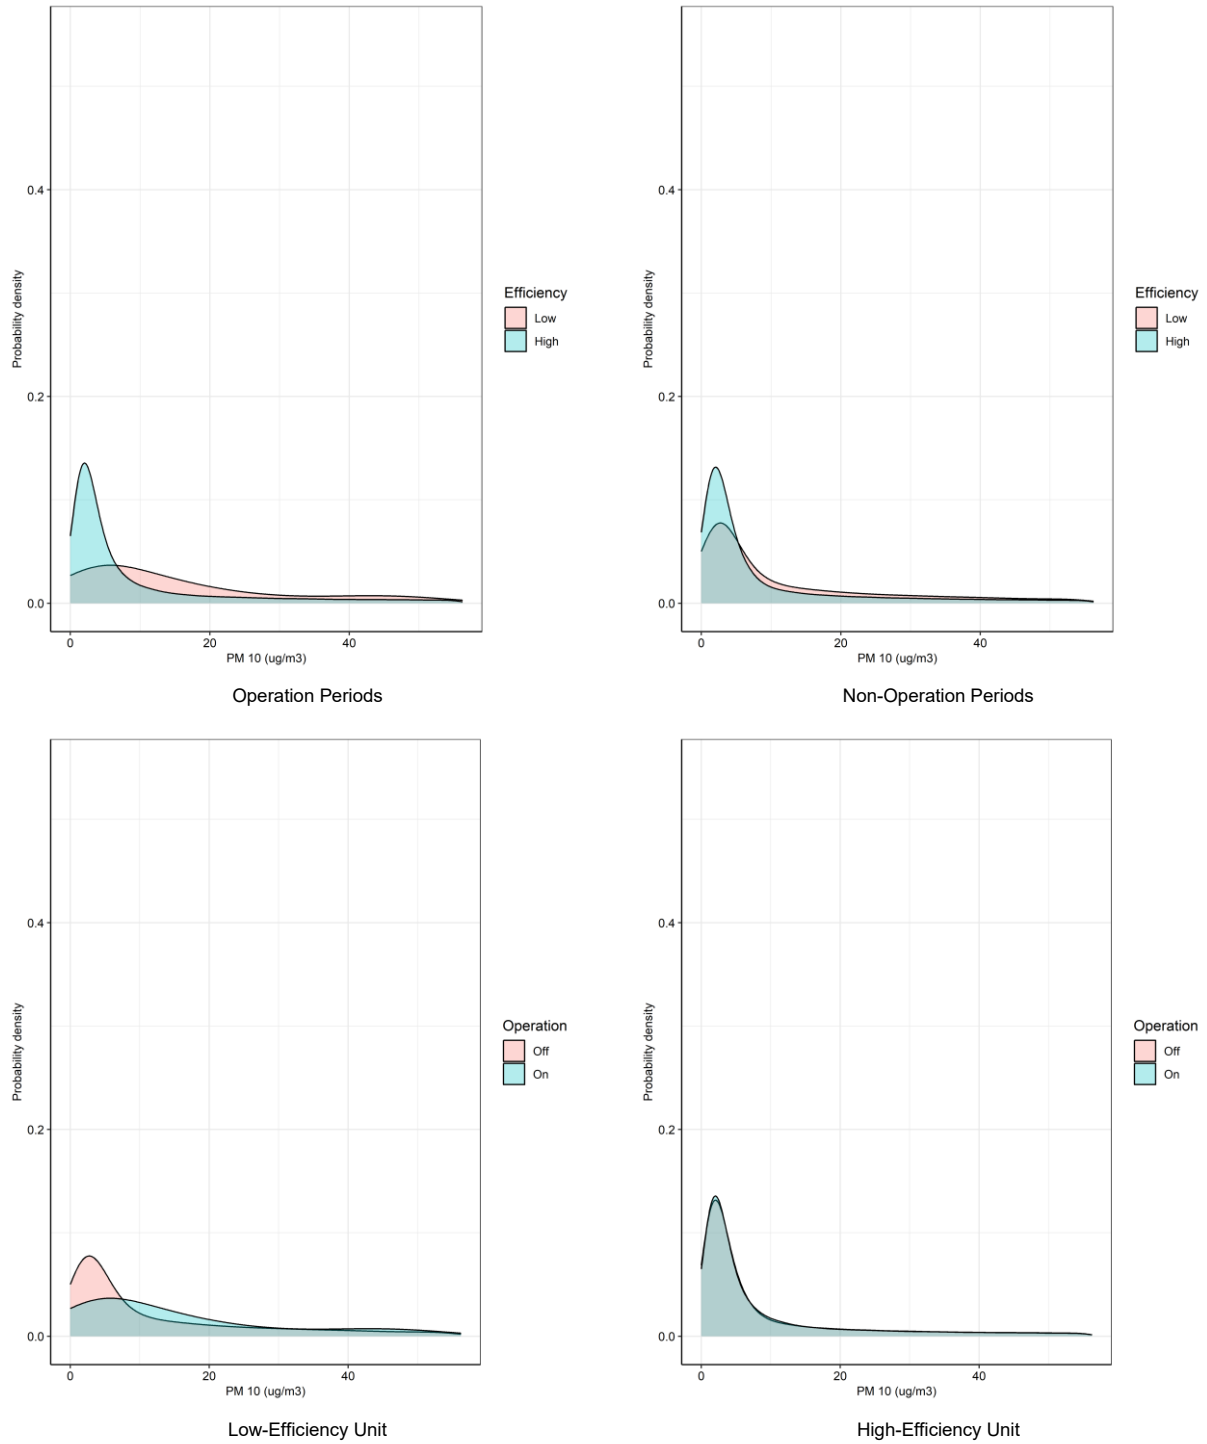 0.4
0.2
0.0
Probability density
0
20
40
PM 10 (ug/m3)
Efficiency
Low
High
Operation Periods
0.4
0.2
0.0
Probability density
0
20
40
PM 10 (ug/m3)
Efficiency
Low
High
Non-Operation Periods
0.4
0.2
0.0
Probability density
0
20
40
PM 10 (ug/m3)
Operation
Off
On
Low-Efficiency Unit
0.4
0.2
0.0
Probability density
0
20
40
PM 10 (ug/m3)
Operation
Off
On
High-Efficiency Unit